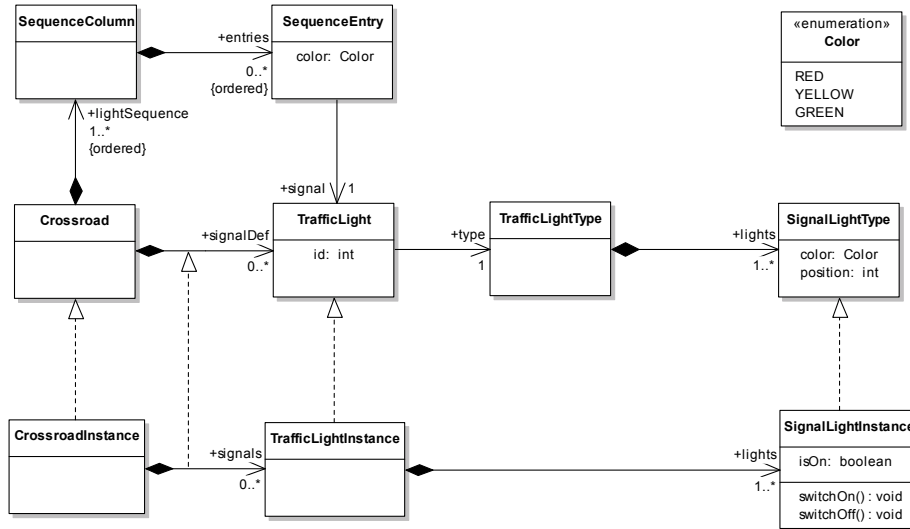 SequenceColumn
+entries
0..*
{ordered}
SequenceEntry
color: Color
«enumeration»
Color
RED
YELLOW
GREEN
+lightSequence
1..*
{ordered}
+signal
1
Crossroad
+signalDef
0..*
TrafficLight
id: int
+type
1
TrafficLightType
+lights
1..*
SignalLightType
color: Color
position: int
CrossroadInstance
+signals
0..*
TrafficLightInstance
+lights
1..*
SignalLightInstance
isOn: boolean
switchOn() : void
switchOff() : void